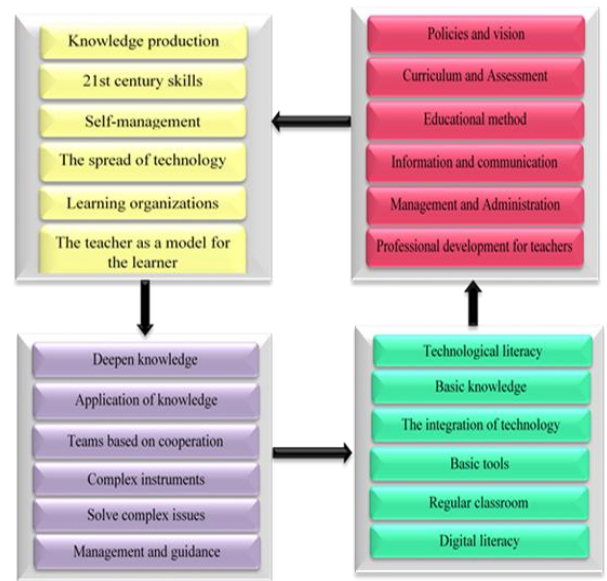 Knowledge production
21st century skills
Self-management
The spread of technology
Learning organizations
The teacher as a model for
the learner
Policies and vision
Curriculum and Assessment
Educational method
Information and communication
Management and Administration
Professional development for teachers
Deepen knowledge
Application of knowledge
Teams based on cooperation
Complex instruments
Solve complex issues
Management and guidance
Technological literacy
Basic knowledge
The integration of technology
Basic tools
Regular classroom
Digital literacy